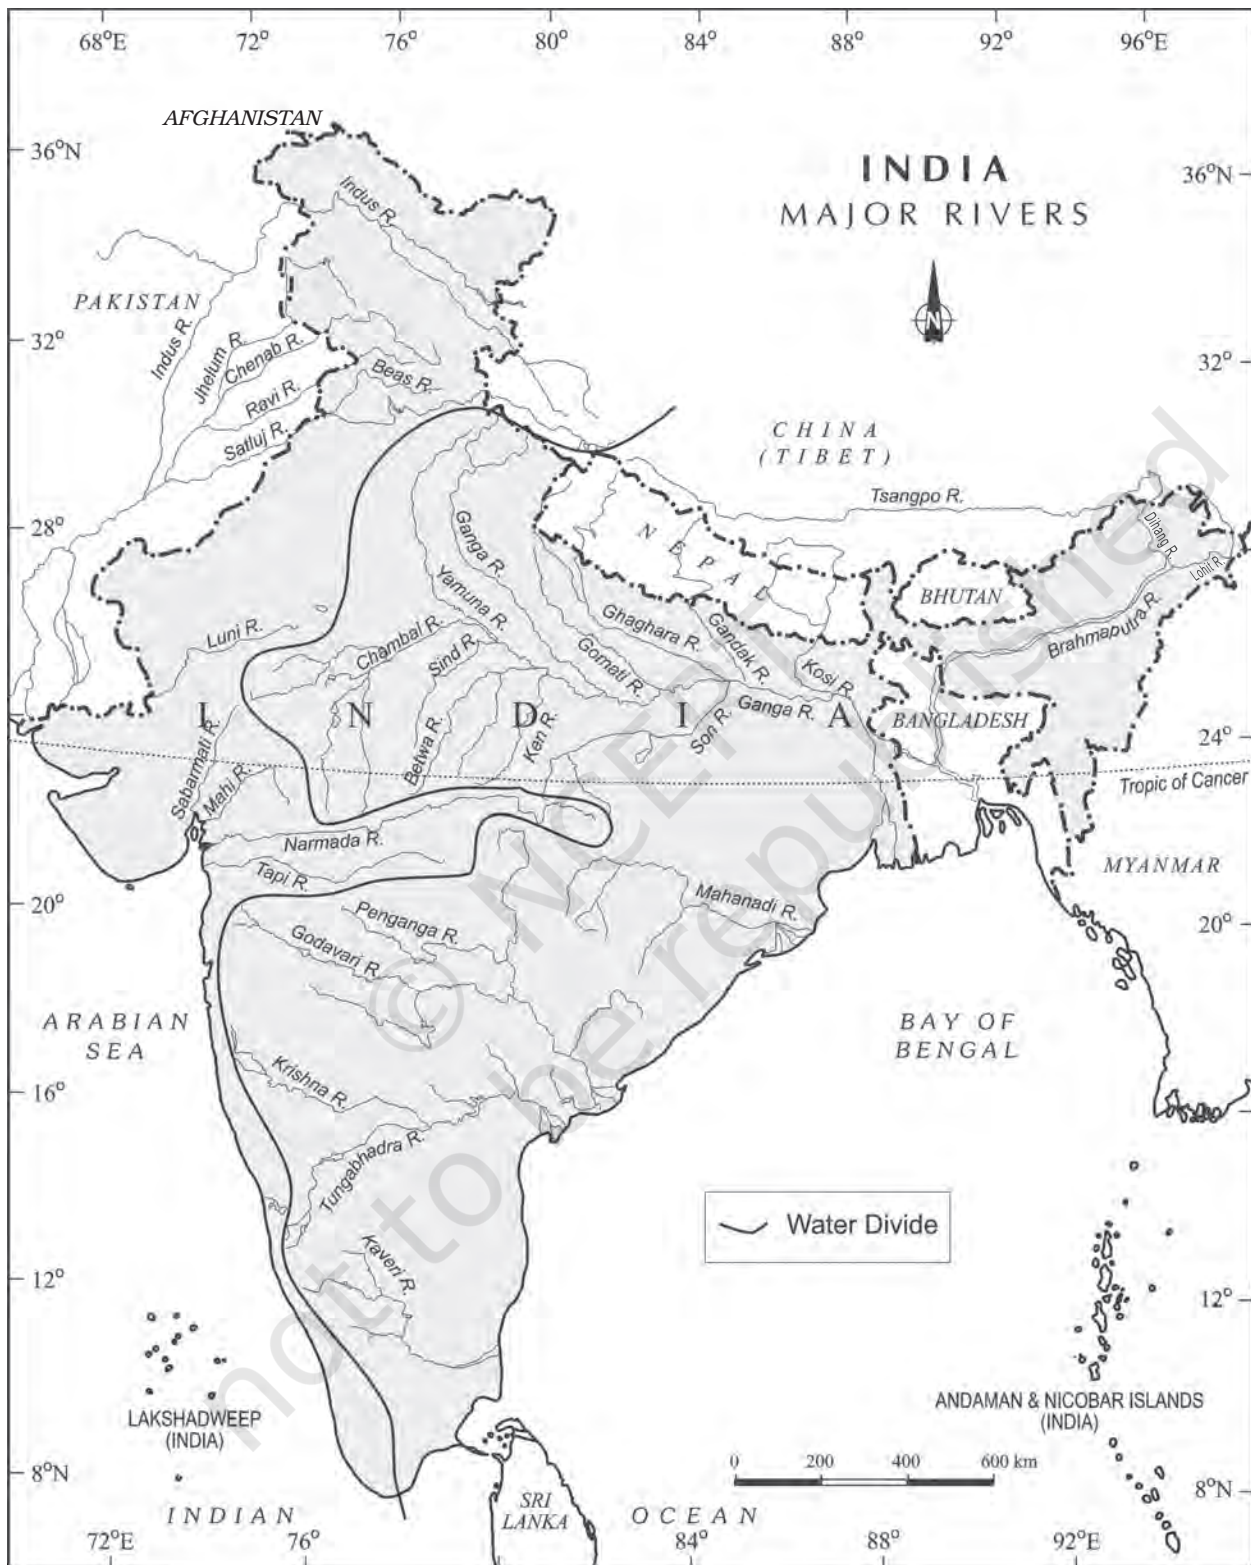 68°E 72° 76° 80° 84° 88° 92° 96°E
AFGHANISTAN
36°N
INDIA
36°N
MAJOR RIVERS
Indus R.
N
PAKISTAN
Indus R.
32°
Jhelum R.
Chenab R.
32°
Beas R.
Ravi R.
Satluj R.
CHINA
(TIBET)
Tsangpo R.
28°
28°
Dihang R.
Lohit R.
Ganga R.
NEPAL
BHUTAN
Yamuna R.
Ghaghara R.
Gandak R.
Brahmaputra R.
Luni R.
Chambal R.
Sind R.
Gomati R.
Kosi R.
I N D I A
Ganga R.
BANGLADESH
Son R.
Ken R.
Betwa R.
24°
24°
Sabarmati R.
Mahi R.
Tropic of Cancer
Narmada R.
Tapi R.
MYANMAR
20°
Mahanadi R.
20°
Penganga R.
Godavari R.
ARABIAN
SEA
BAY OF
BENGAL
16°
Krishna R.
Tungabhadra R.
Water Divide
Kaveri R.
12°
12°
LAKSHADWEEP
(INDIA)
ANDAMAN & NICOBAR ISLANDS
(INDIA)
0 200 400 600 km
8°N
8°N
SRI
LANKA
INDIAN OCEAN
72°E 76° 84° 88° 92°E
© NCERT
not to be republished